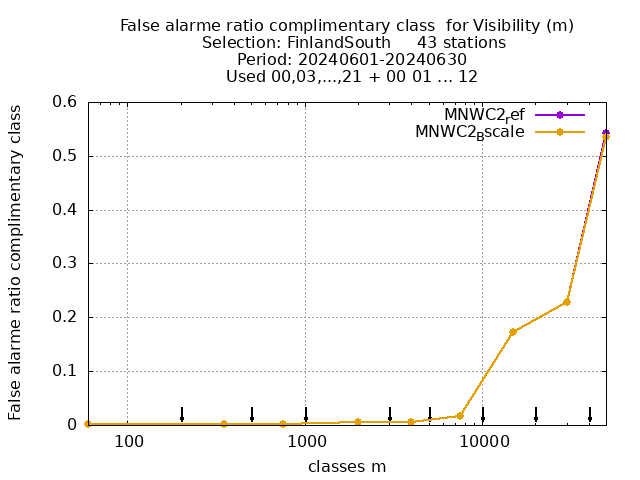 False alarme ratio complimentary class  for Visibility (m)
Selection: FinlandSouth     43 stations
Period: 20240601-20240630
Used 00,03,...,21 + 00 01 ... 12
MNWC2ref
MNWC2Bscale
False alarme ratio complimentary class
0.6
0.5
0.4
0.3
0.2
0.1
0
100
1000
10000
classes m